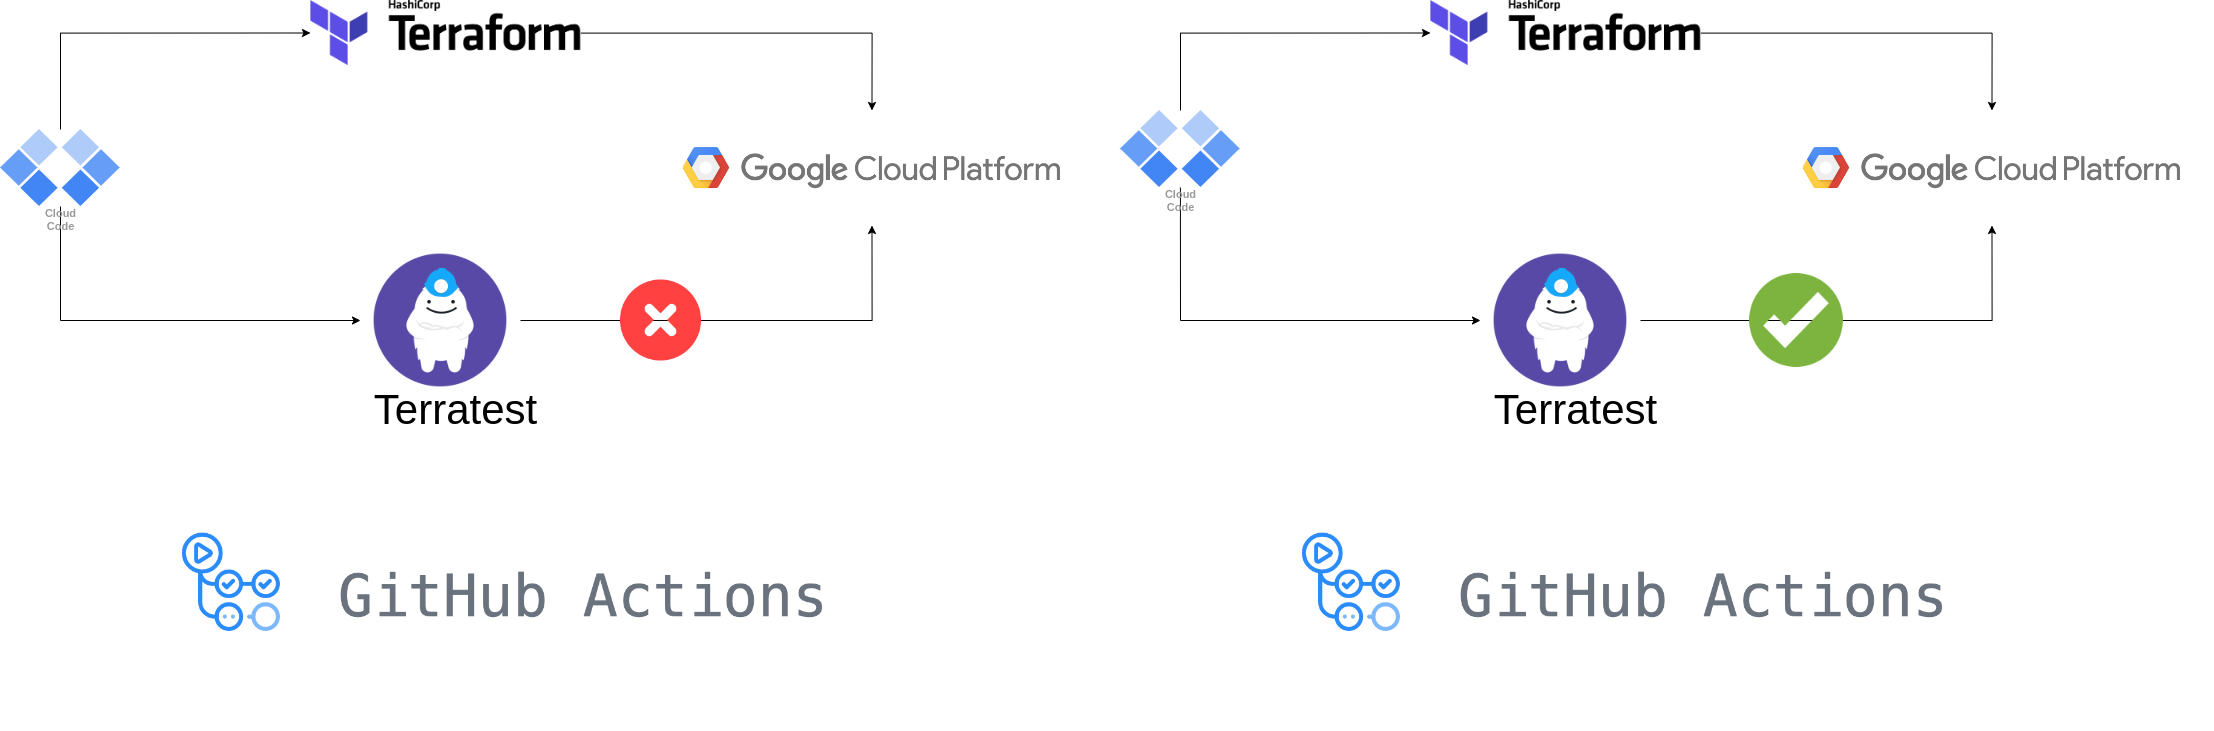 HashiCorp
Terraform
Google Cloud Platform
Cloud
Code
Terratest
GitHub Actions
HashiCorp
Terraform
Google Cloud Platform
Cloud
Code
Terratest
GitHub Actions